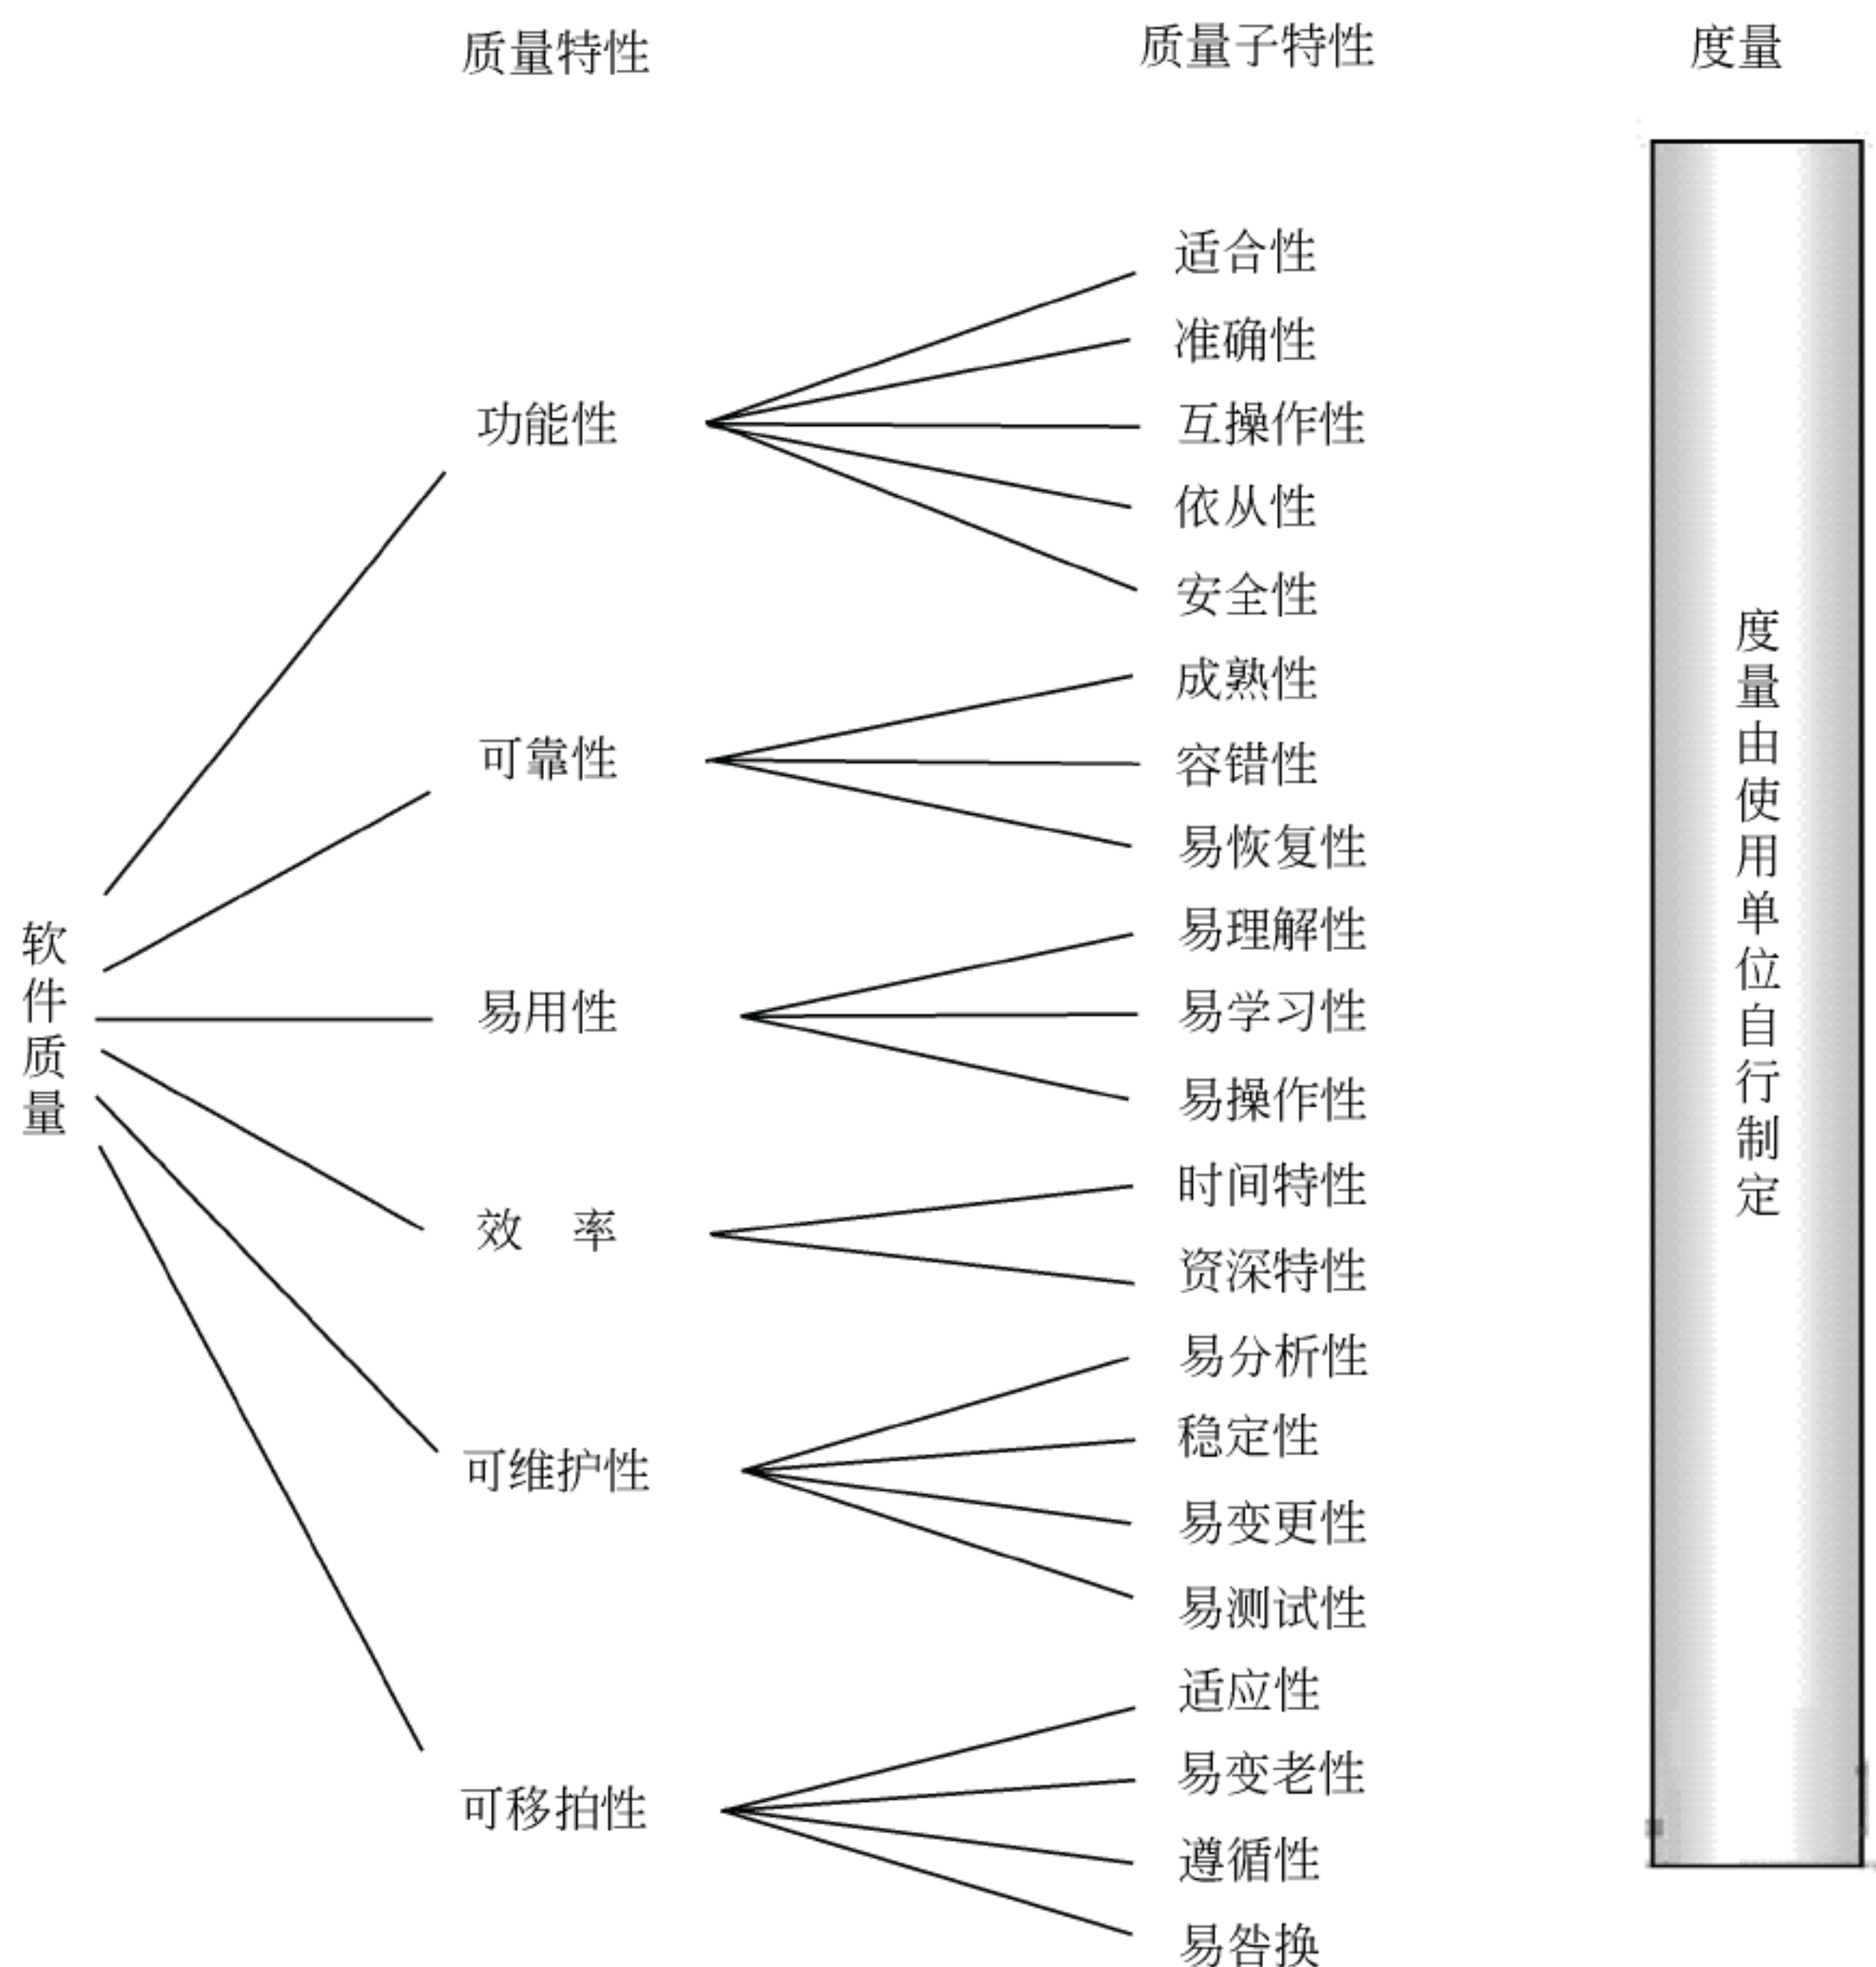 质量特性 质量子特性 度量
适合性
准确性
功能性
互操作性
依从性
安全性
成熟性
可靠性
容错性
易恢复性
易理解性
软件质量
易用性
易学习性
易操作性
时间特性
效 率
资深特性
易分析性
稳定性
可维护性
易变更性
易测试性
适应性
易变老性
可移拍性
遵循性
易咎换
度量由使用单位自行制定